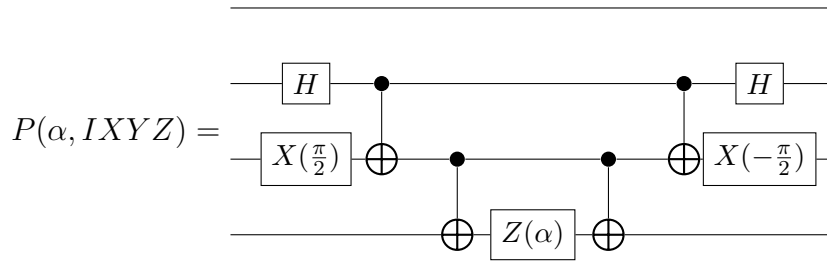 H H
P(α, IXYZ) =
X(π/2) X(-π/2)
Z(α)